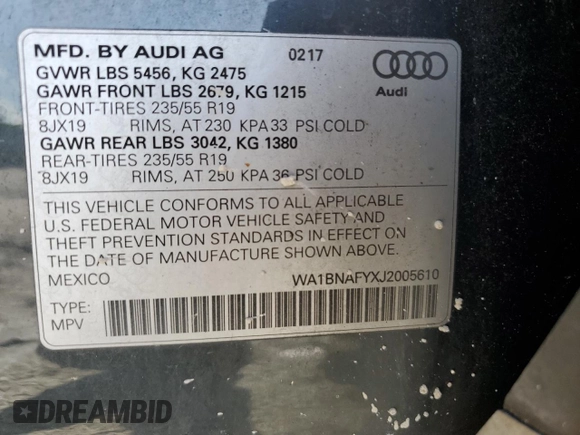 MFD. BY AUDI AG 0217
GVWR LBS 5456, KG 2475
GAWR FRONT LBS 2679, KG 1215
FRONT-TIRES 235/55 R19
8JX19 RIMS, AT 230 KPA 33 PSI COLD
GAWR REAR LBS 3042, KG 1380
REAR-TIRES 235/55 R19
8JX19 RIMS, AT 250 KPA 36 PSI COLD
Audi
THIS VEHICLE CONFORMS TO ALL APPLICABLE
U.S. FEDERAL MOTOR VEHICLE SAFETY AND
THEFT PREVENTION STANDARDS IN EFFECT ON
THE DATE OF MANUFACTURE SHOWN ABOVE.
MEXICO WA1BNAFYXJ2005610
TYPE:
MPV
DREAMBID